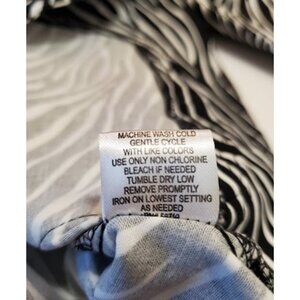 MACHINE WASH COLD
GENTLE CYCLE
WITH LIKE COLORS
USE ONLY NON CHLORINE
BLEACH IF NEEDED
TUMBLE DRY LOW
REMOVE PROMPTLY
IRON ON LOWEST SETTING
AS NEEDED